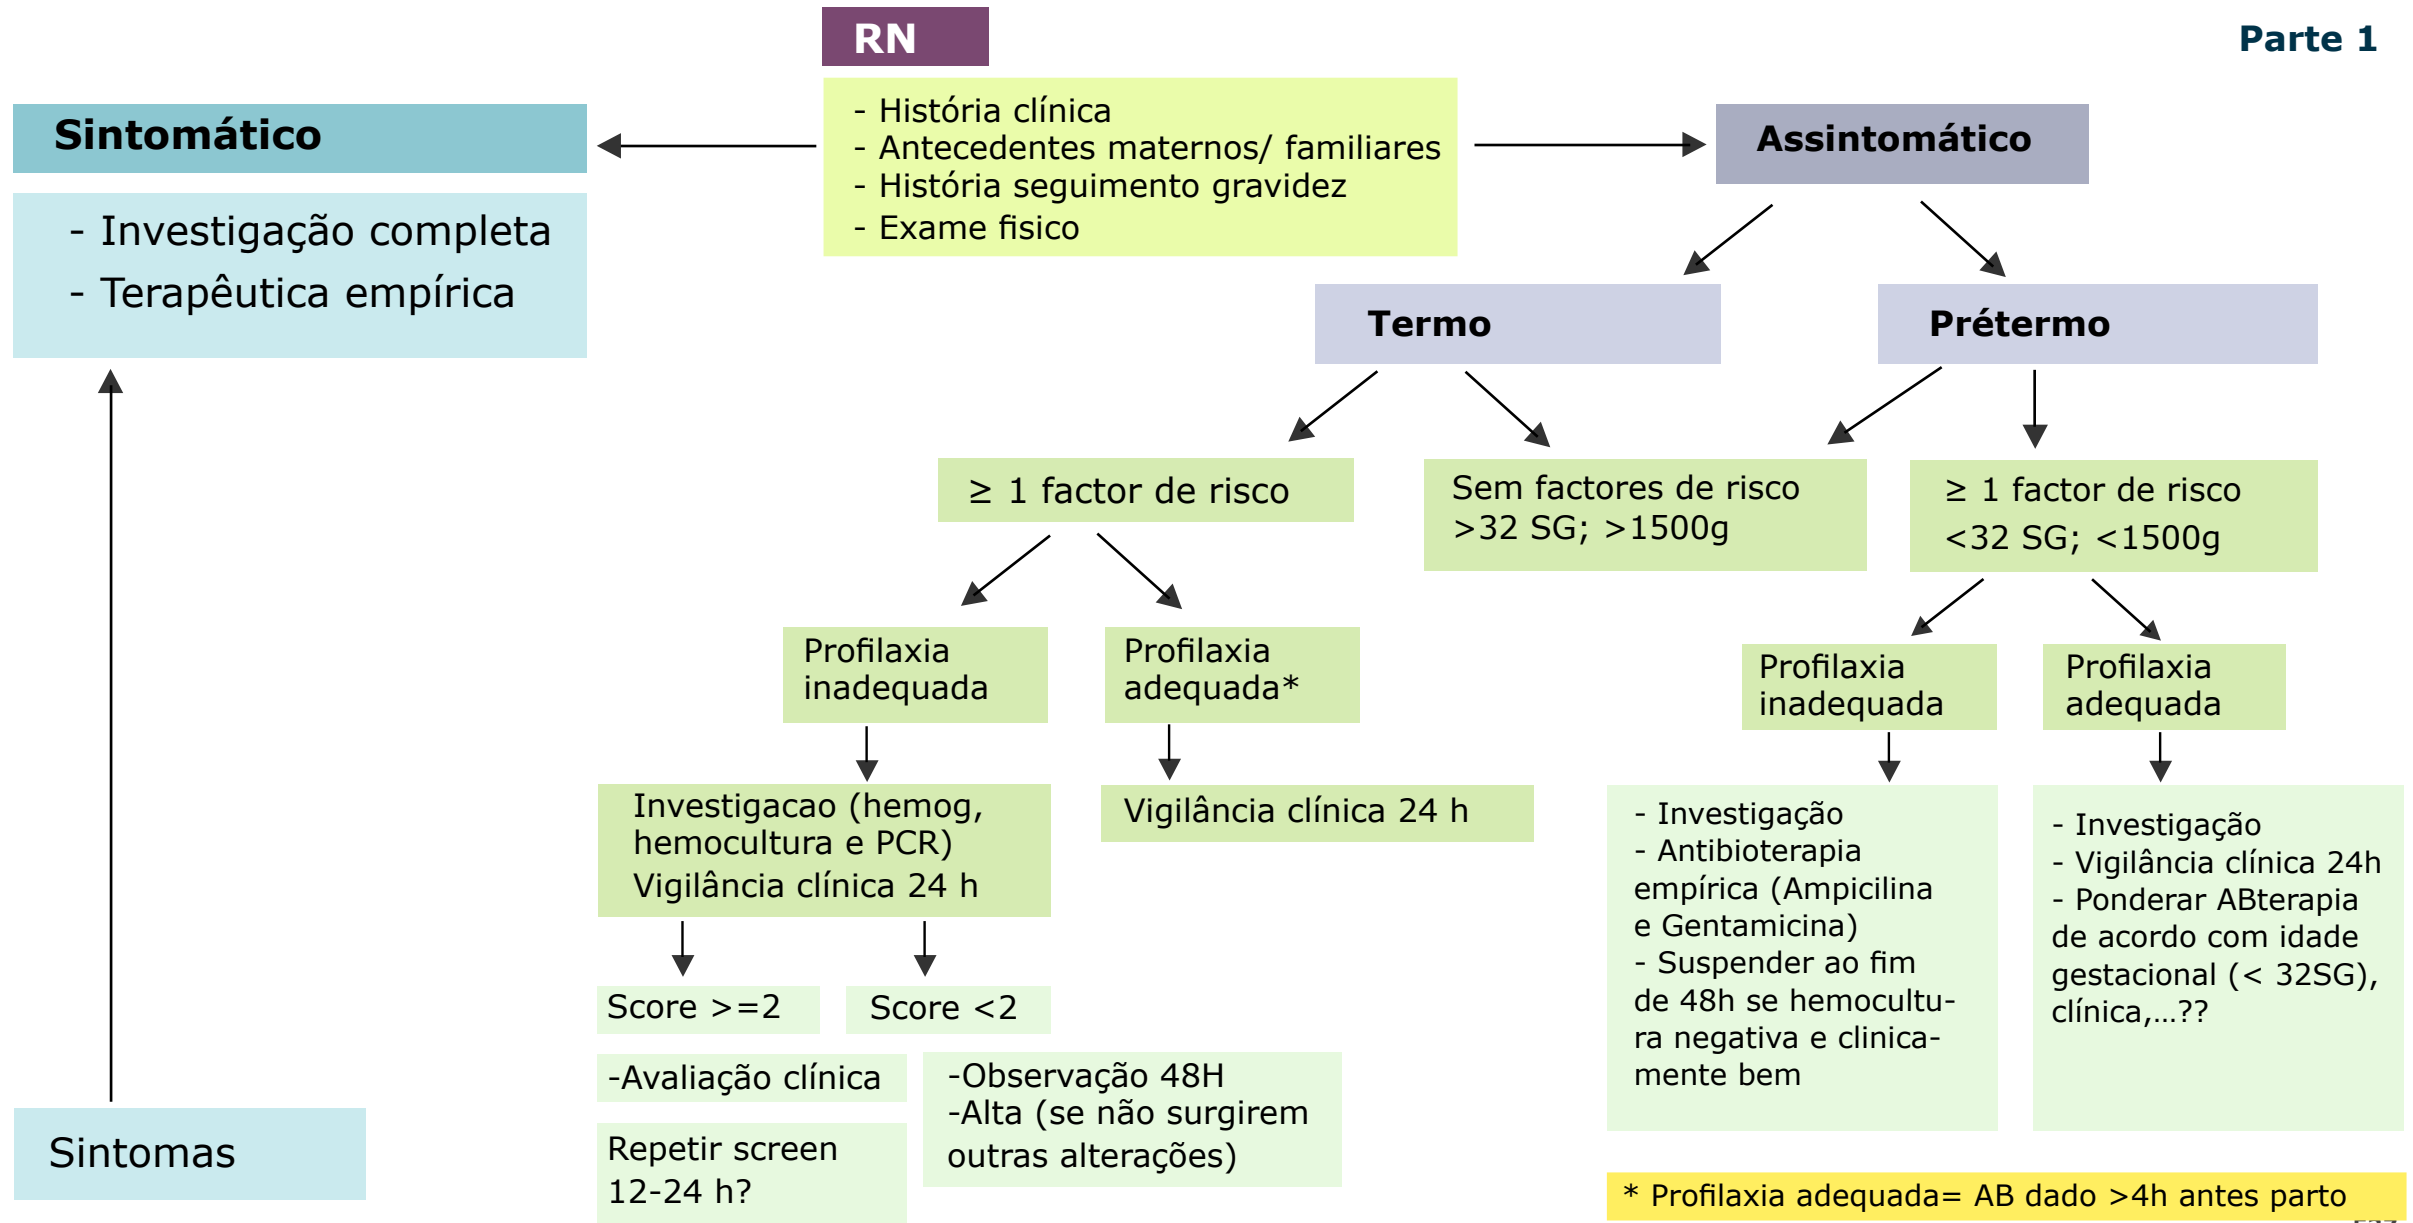 RN
Parte 1
- História clínica
- Antecedentes maternos/ familiares
- História seguimento gravidez
- Exame fisico
Sintomático
- Investigação completa
- Terapêutica empírica
Assintomático
Termo
Prétermo
≥ 1 factor de risco
Sem factores de risco
>32 SG; >1500g
≥ 1 factor de risco
<32 SG; <1500g
Profilaxia
inadequada
Profilaxia
adequada*
Profilaxia
inadequada
Profilaxia
adequada
Investigacao (hemog,
hemocultura e PCR)
Vigilância clínica 24 h
Vigilância clínica 24 h
- Investigação
- Antibioterapia
empírica (Ampicilina
e Gentamicina)
- Suspender ao fim
de 48h se hemocultu-
ra negativa e clinica-
mente bem
- Investigação
- Vigilância clínica 24h
- Ponderar ABterapia
de acordo com idade
gestacional (< 32SG),
clínica,...??
Score >=2
Score <2
-Avaliação clínica
Repetir screen
12-24 h?
-Observação 48H
-Alta (se não surgirem
outras alterações)
Sintomas
* Profilaxia adequada= AB dado >4h antes parto